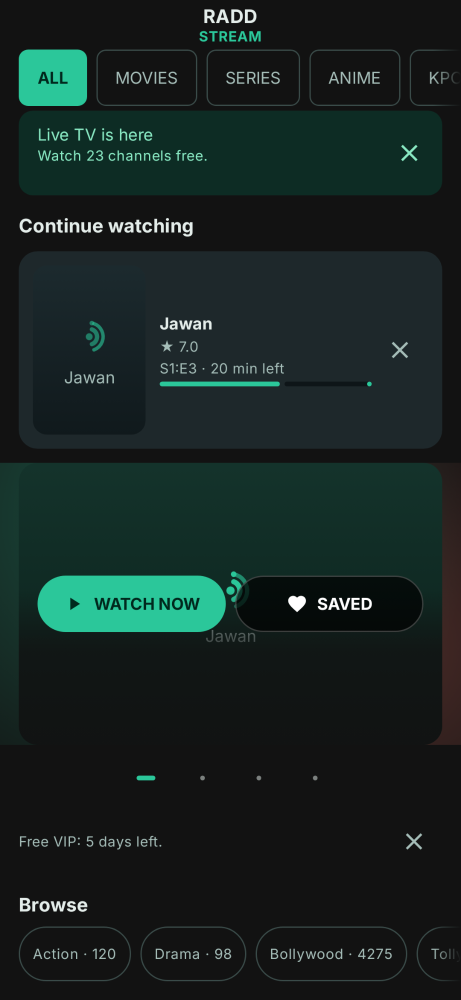 RADD
STREAM
ALL
MOVIES
SERIES
ANIME
Live TV is here
Watch 23 channels free.
Continue watching
Jawan
Jawan
★ 7.0
S1:E3 · 20 min left
WATCH NOW
SAVED
Jawan
Free VIP: 5 days left.
Browse
Action · 120
Drama · 98
Bollywood · 4275